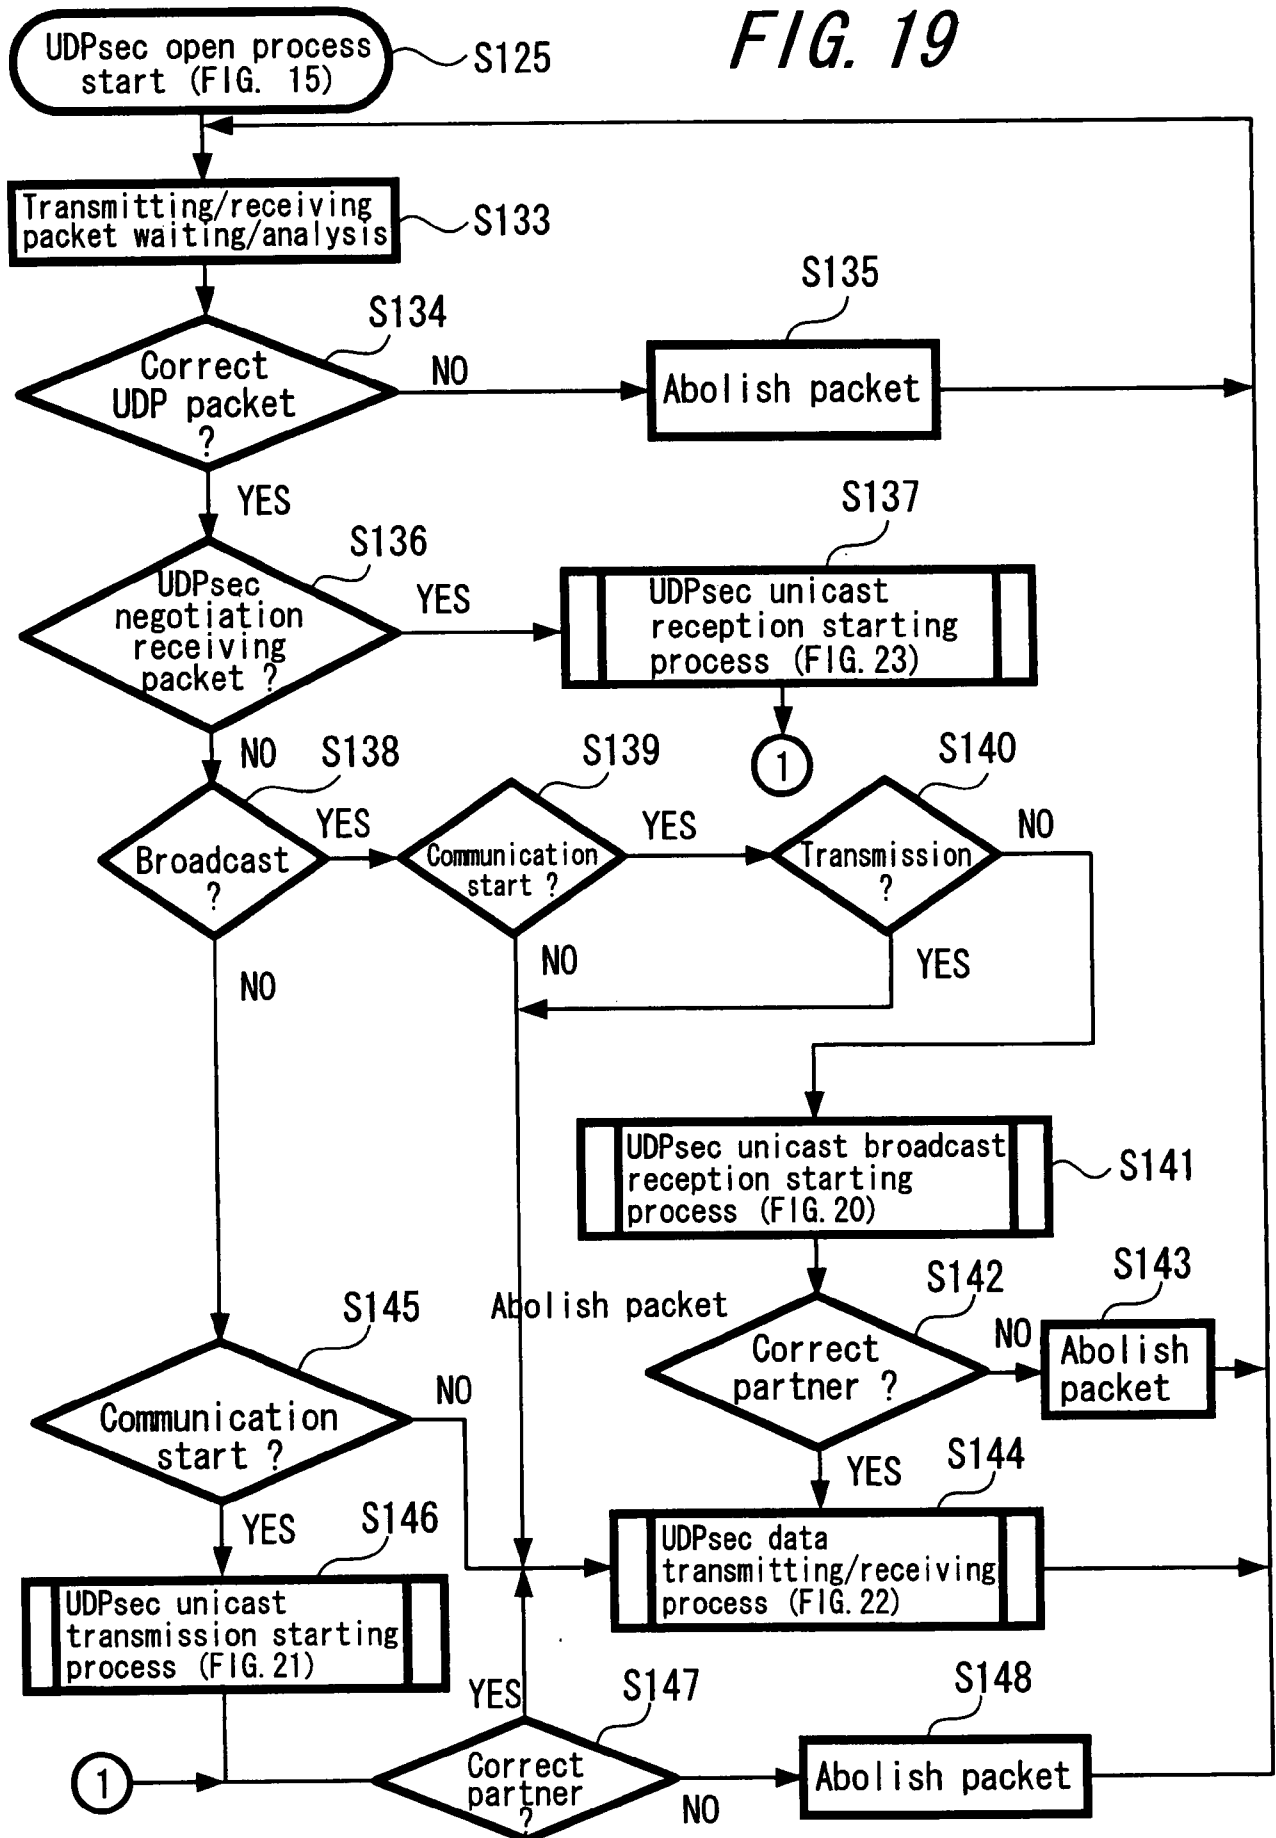 FIG. 19
UDPsec open process
start (FIG. 15)
S125
Transmitting/receiving
packet waiting/analysis
S133
S135
S134
Correct
UDP packet
?
NO
Abolish packet
YES
S137
S136
UDPsec
negotiation
receiving
packet ?
YES
UDPsec unicast
reception starting
process (FIG. 23)
NO
1
S138
S139
S140
Broadcast
?
YES
Communication
start ?
YES
Transmission
?
NO
NO
NO
YES
UDPsec unicast broadcast
reception starting
process (FIG. 20)
S141
S142
S143
S145
Abolish packet
Correct
partner ?
NO
Abolish
packet
Communication
start ?
NO
YES
S144
YES
S146
UDPsec data
transmitting/receiving
process (FIG. 22)
UDPsec unicast
transmission starting
process (FIG. 21)
YES
S147
S148
1
Correct
partner
?
NO
Abolish packet